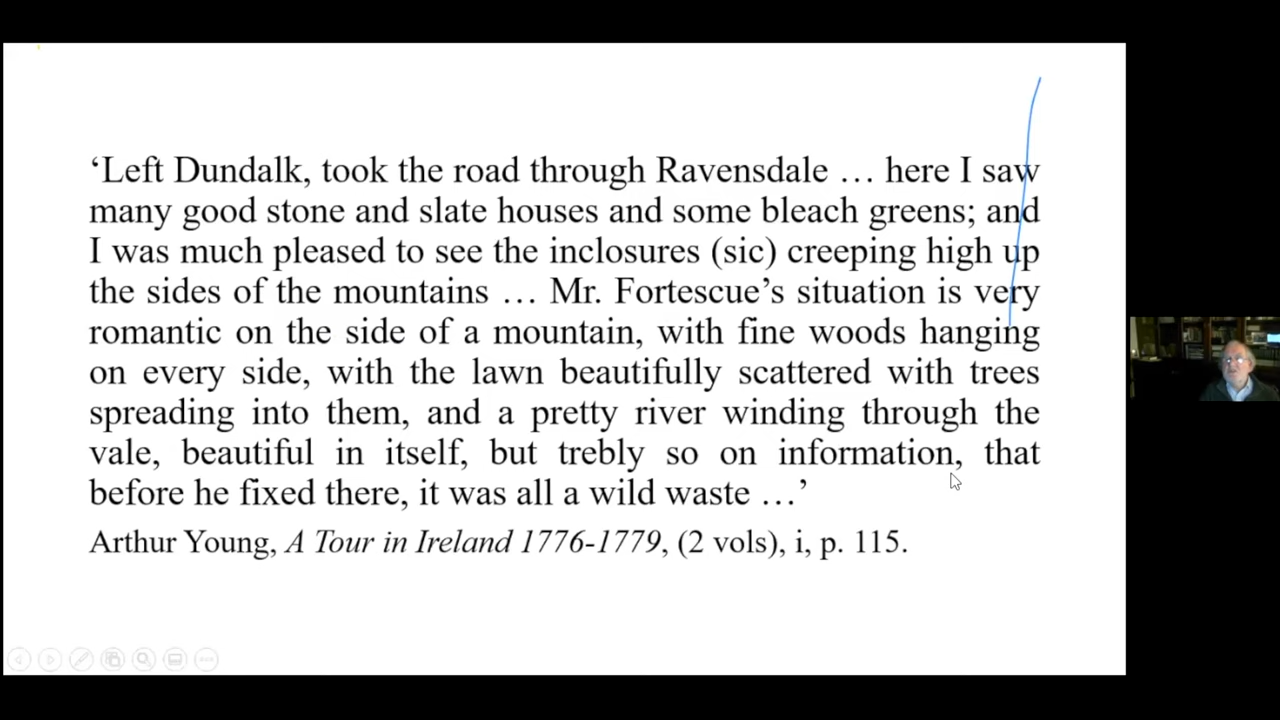 ‘Left Dundalk, took the road through Ravensdale … here I saw
many good stone and slate houses and some bleach greens; and
I was much pleased to see the inclosures (sic) creeping high up
the sides of the mountains … Mr. Fortescue’s situation is very
romantic on the side of a mountain, with fine woods hanging
on every side, with the lawn beautifully scattered with trees
spreading into them, and a pretty river winding through the
vale, beautiful in itself, but trebly so on information, that
before he fixed there, it was all a wild waste …’
Arthur Young, A Tour in Ireland 1776-1779, (2 vols), i, p. 115.